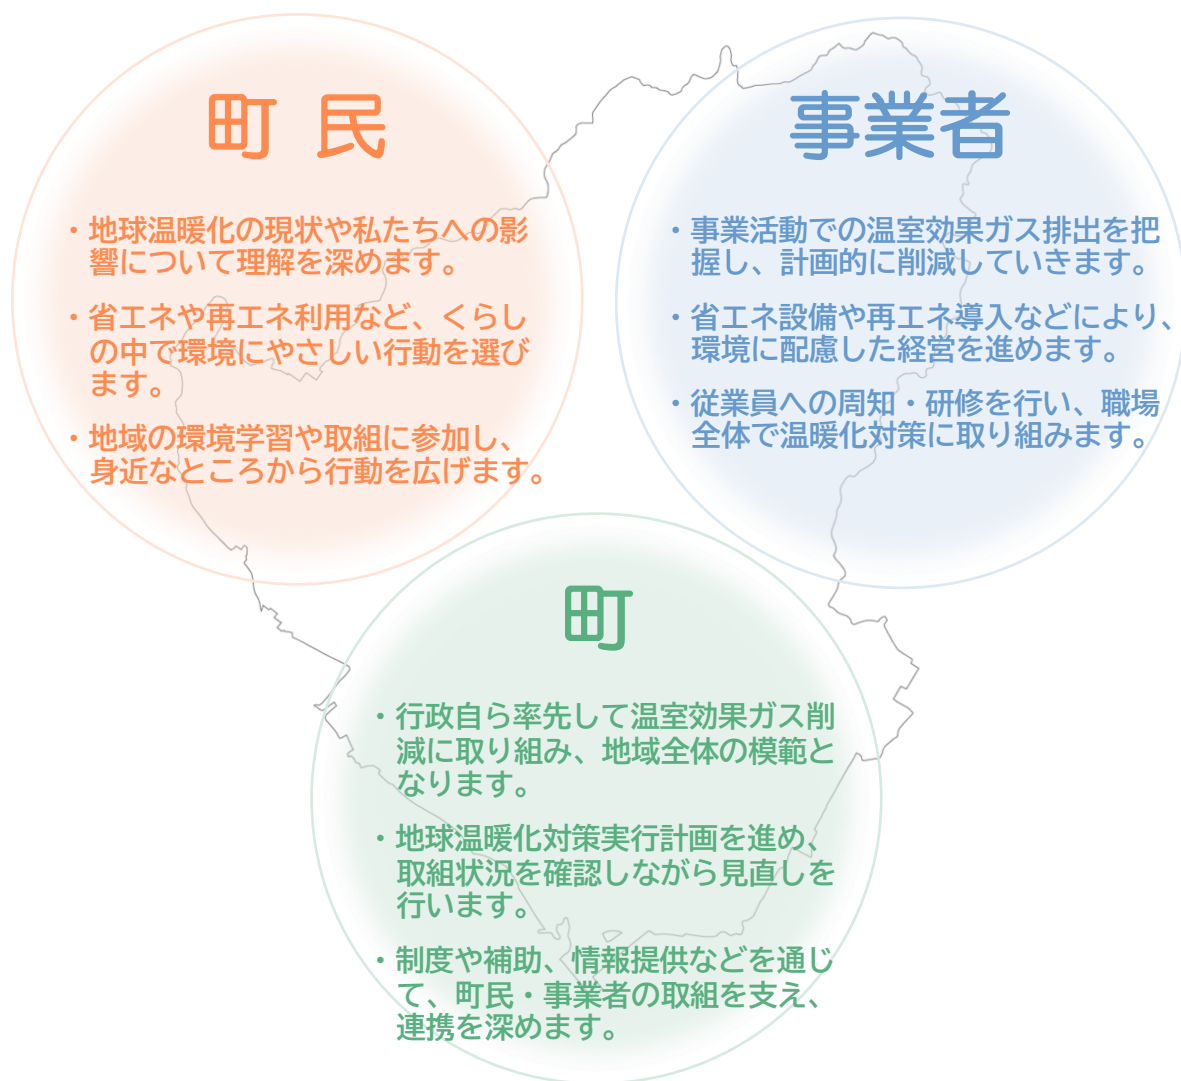 町 民
・地球温暖化の現状や私たちへの影
響について理解を深めます。
・省エネや再エネ利用など、くらし
の中で環境にやさしい行動を選び
ます。
・地域の環境学習や取組に参加し、
身近なところから行動を広げます。
事業者
・事業活動での温室効果ガス排出を把
握し、計画的に削減していきます。
・省エネ設備や再エネ導入などにより、
環境に配慮した経営を進めます。
・従業員への周知・研修を行い、職場
全体で温暖化対策に取り組みます。
町
・行政自ら率先して温室効果ガス削
減に取り組み、地域全体の模範と
なります。
・地球温暖化対策実行計画を進め、
取組状況を確認しながら見直しを
行います。
・制度や補助、情報提供などを通じ
て、町民・事業者の取組を支え、
連携を深めます。